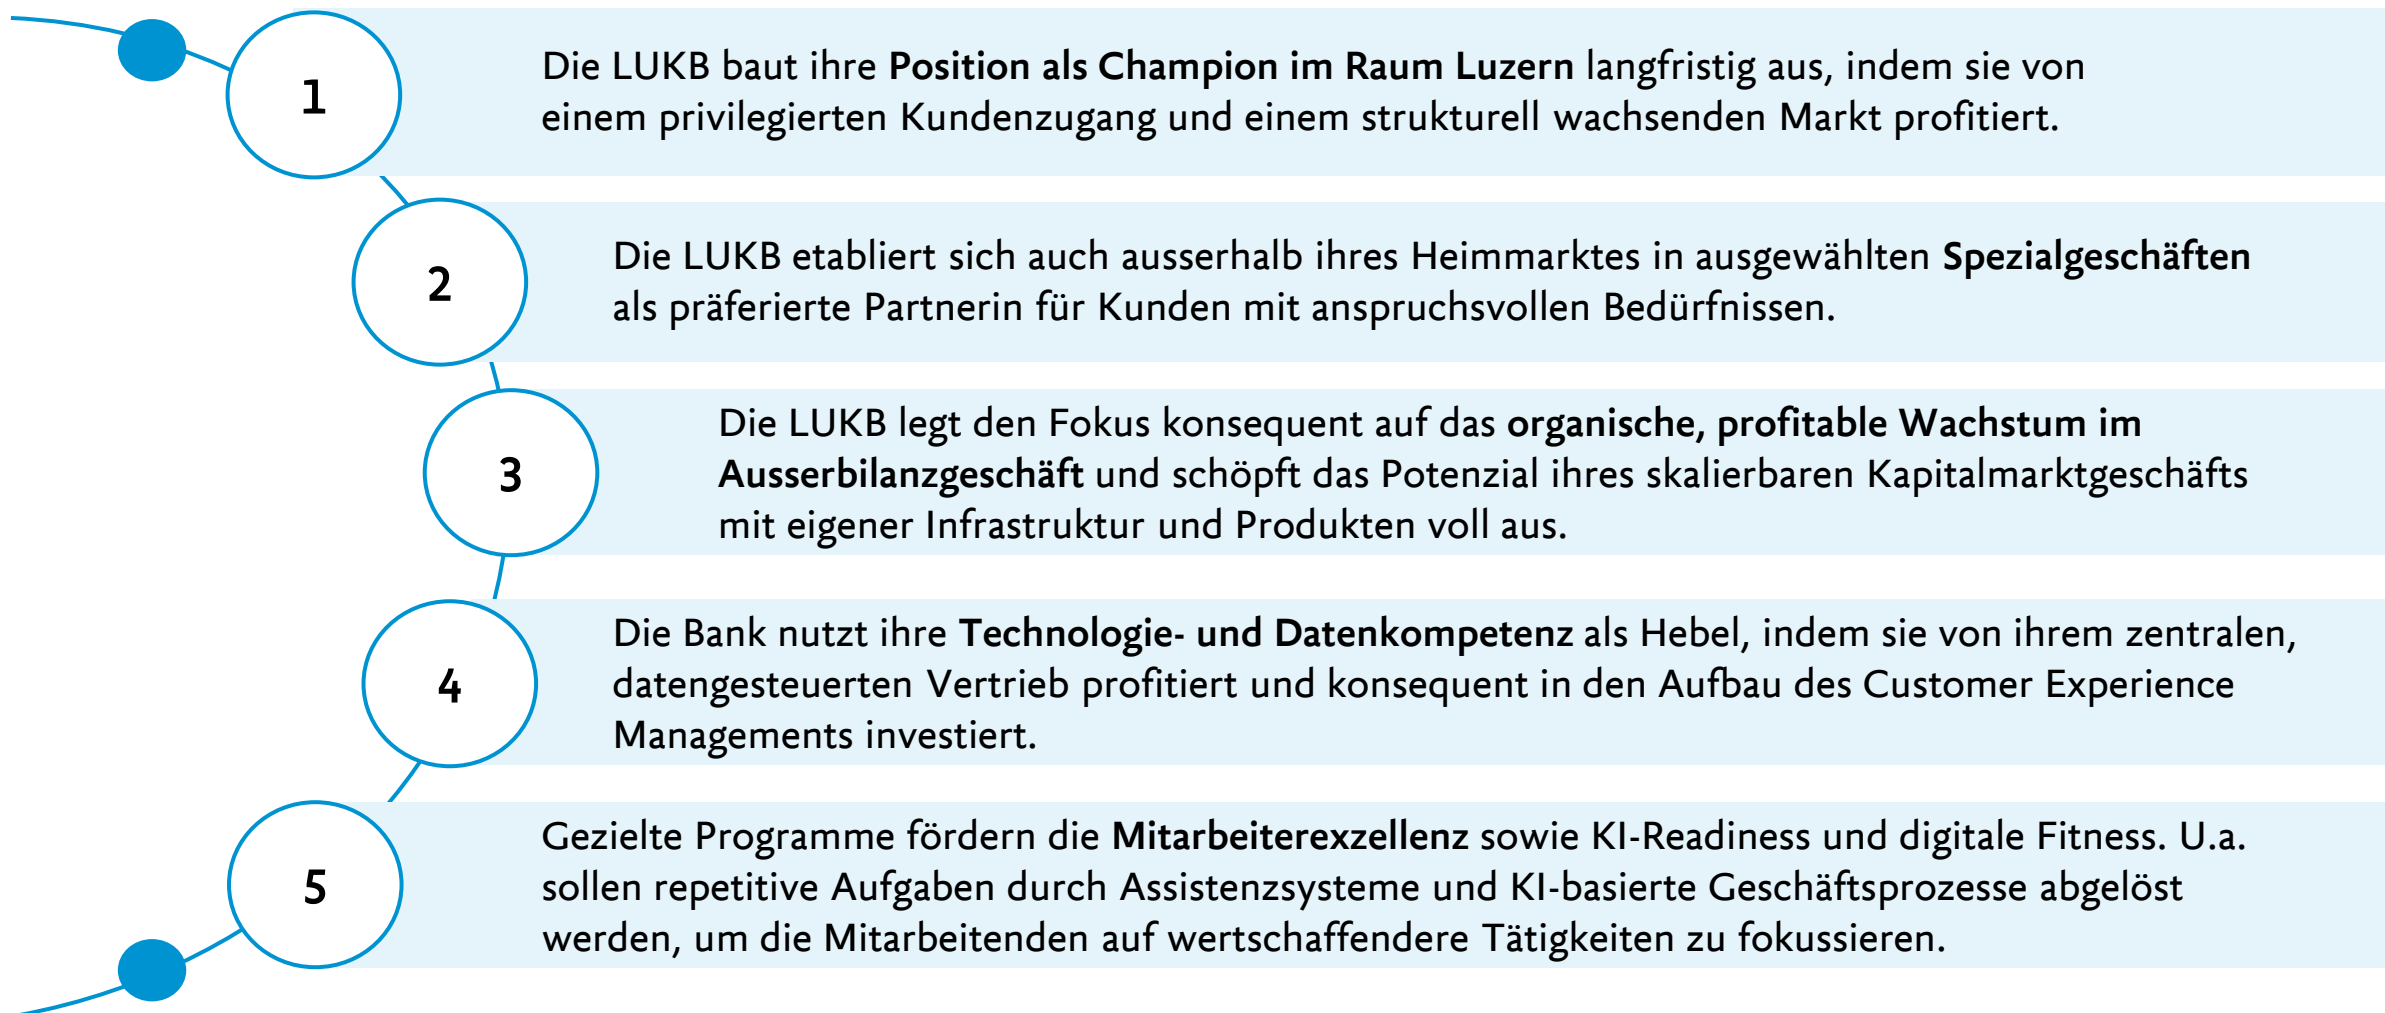 1
Die LUKB baut ihre Position als Champion im Raum Luzern langfristig aus, indem sie von
einem privilegierten Kundenzugang und einem strukturell wachsenden Markt profitiert.
2
Die LUKB etabliert sich auch ausserhalb ihres Heimmarktes in ausgewählten Spezialgeschäften
als präferierte Partnerin für Kunden mit anspruchsvollen Bedürfnissen.
3
Die LUKB legt den Fokus konsequent auf das organische, profitable Wachstum im
Ausserbilanzgeschäft und schöpft das Potenzial ihres skalierbaren Kapitalmarktgeschäfts
mit eigener Infrastruktur und Produkten voll aus.
4
Die Bank nutzt ihre Technologie- und Datenkompetenz als Hebel, indem sie von ihrem zentralen,
datengesteuerten Vertrieb profitiert und konsequent in den Aufbau des Customer Experience
Managements investiert.
5
Gezielte Programme fördern die Mitarbeiterexzellenz sowie KI-Readiness und digitale Fitness. U.a.
sollen repetitive Aufgaben durch Assistenzsysteme und KI-basierte Geschäftsprozesse abgelöst
werden, um die Mitarbeitenden auf wertschaffendere Tätigkeiten zu fokussieren.